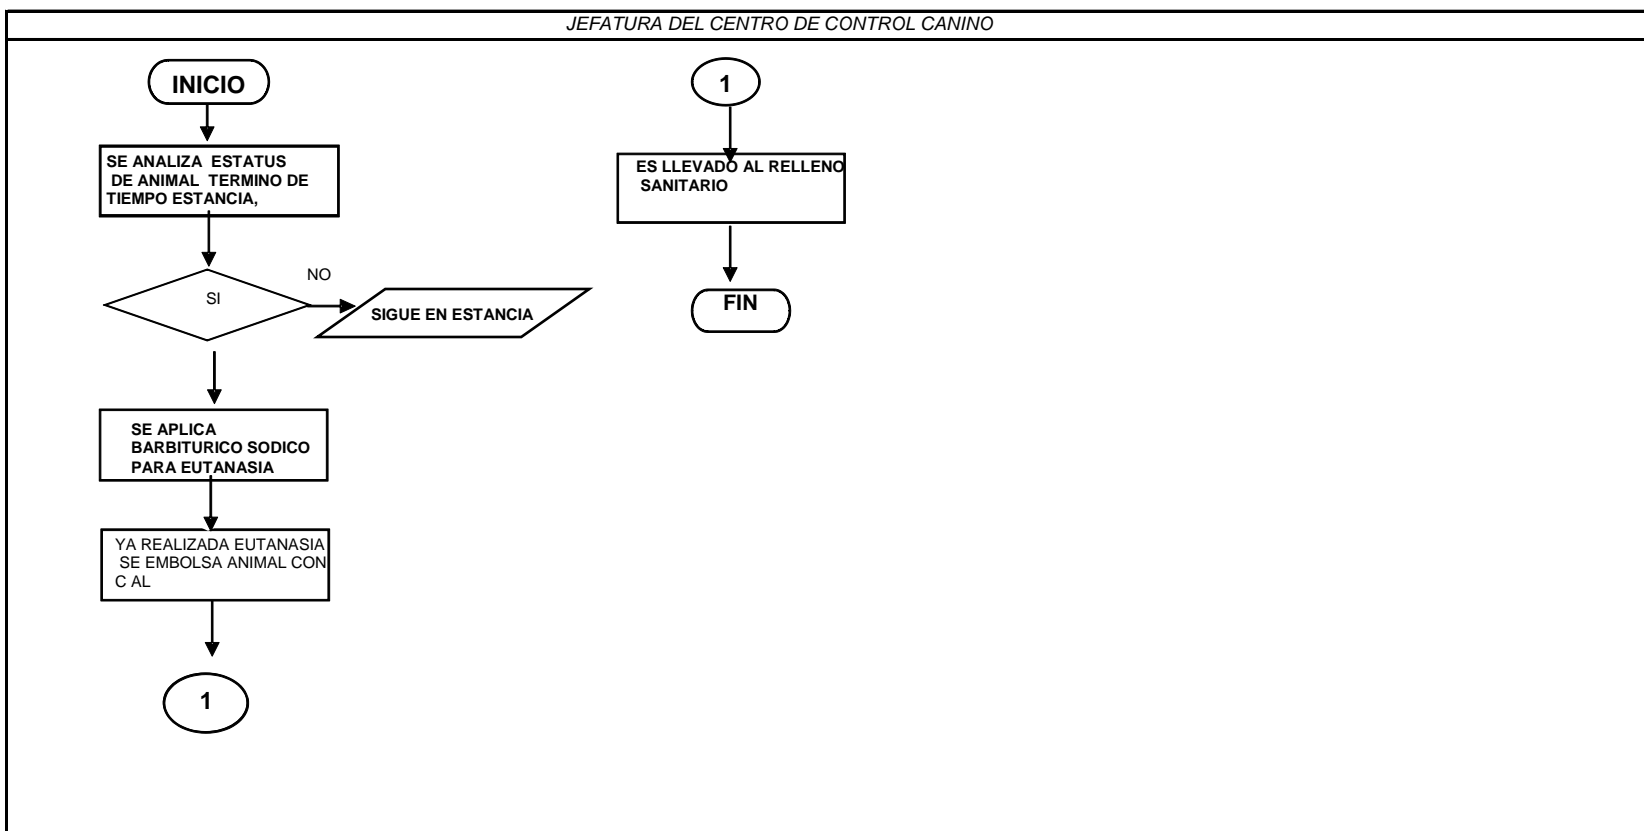 JEFATURA DEL CENTRO DE CONTROL CANINO
INICIO
SE ANALIZA ESTATUS
DE ANIMAL TERMINO DE
TIEMPO ESTANCIA,
NO
SI
SIGUE EN ESTANCIA
SE APLICA
BARBITURICO SODICO
PARA EUTANASIA
YA REALIZADA EUTANASIA
SE EMBOLSA ANIMAL CON
C AL
1
1
ES LLEVADO AL RELLENO
SANITARIO
FIN